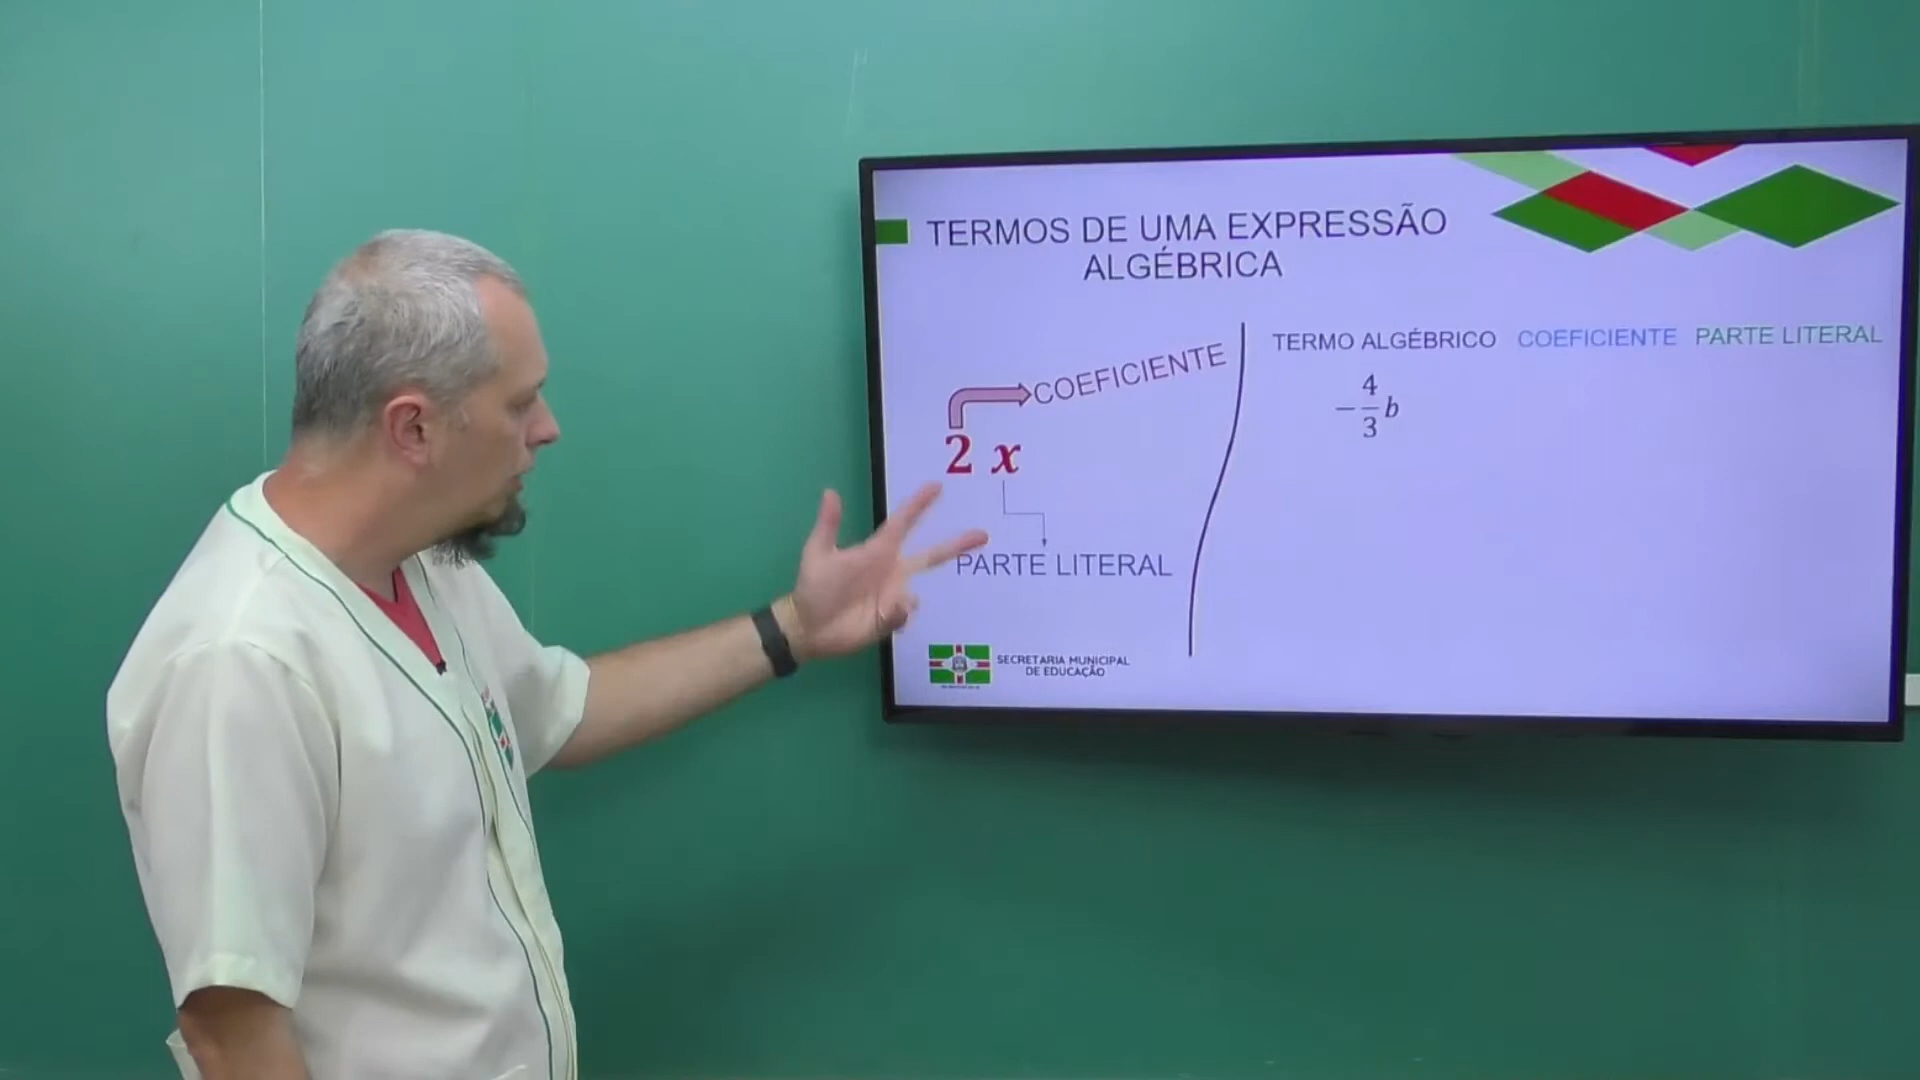 TERMOS DE UMA EXPRESSÃO
ALGÉBRICA
COEFICIENTE
2 x
PARTE LITERAL
TERMO ALGÉBRICO COEFICIENTE PARTE LITERAL
-4/3 b
SECRETARIA MUNICIPAL
DE EDUCAÇÃO